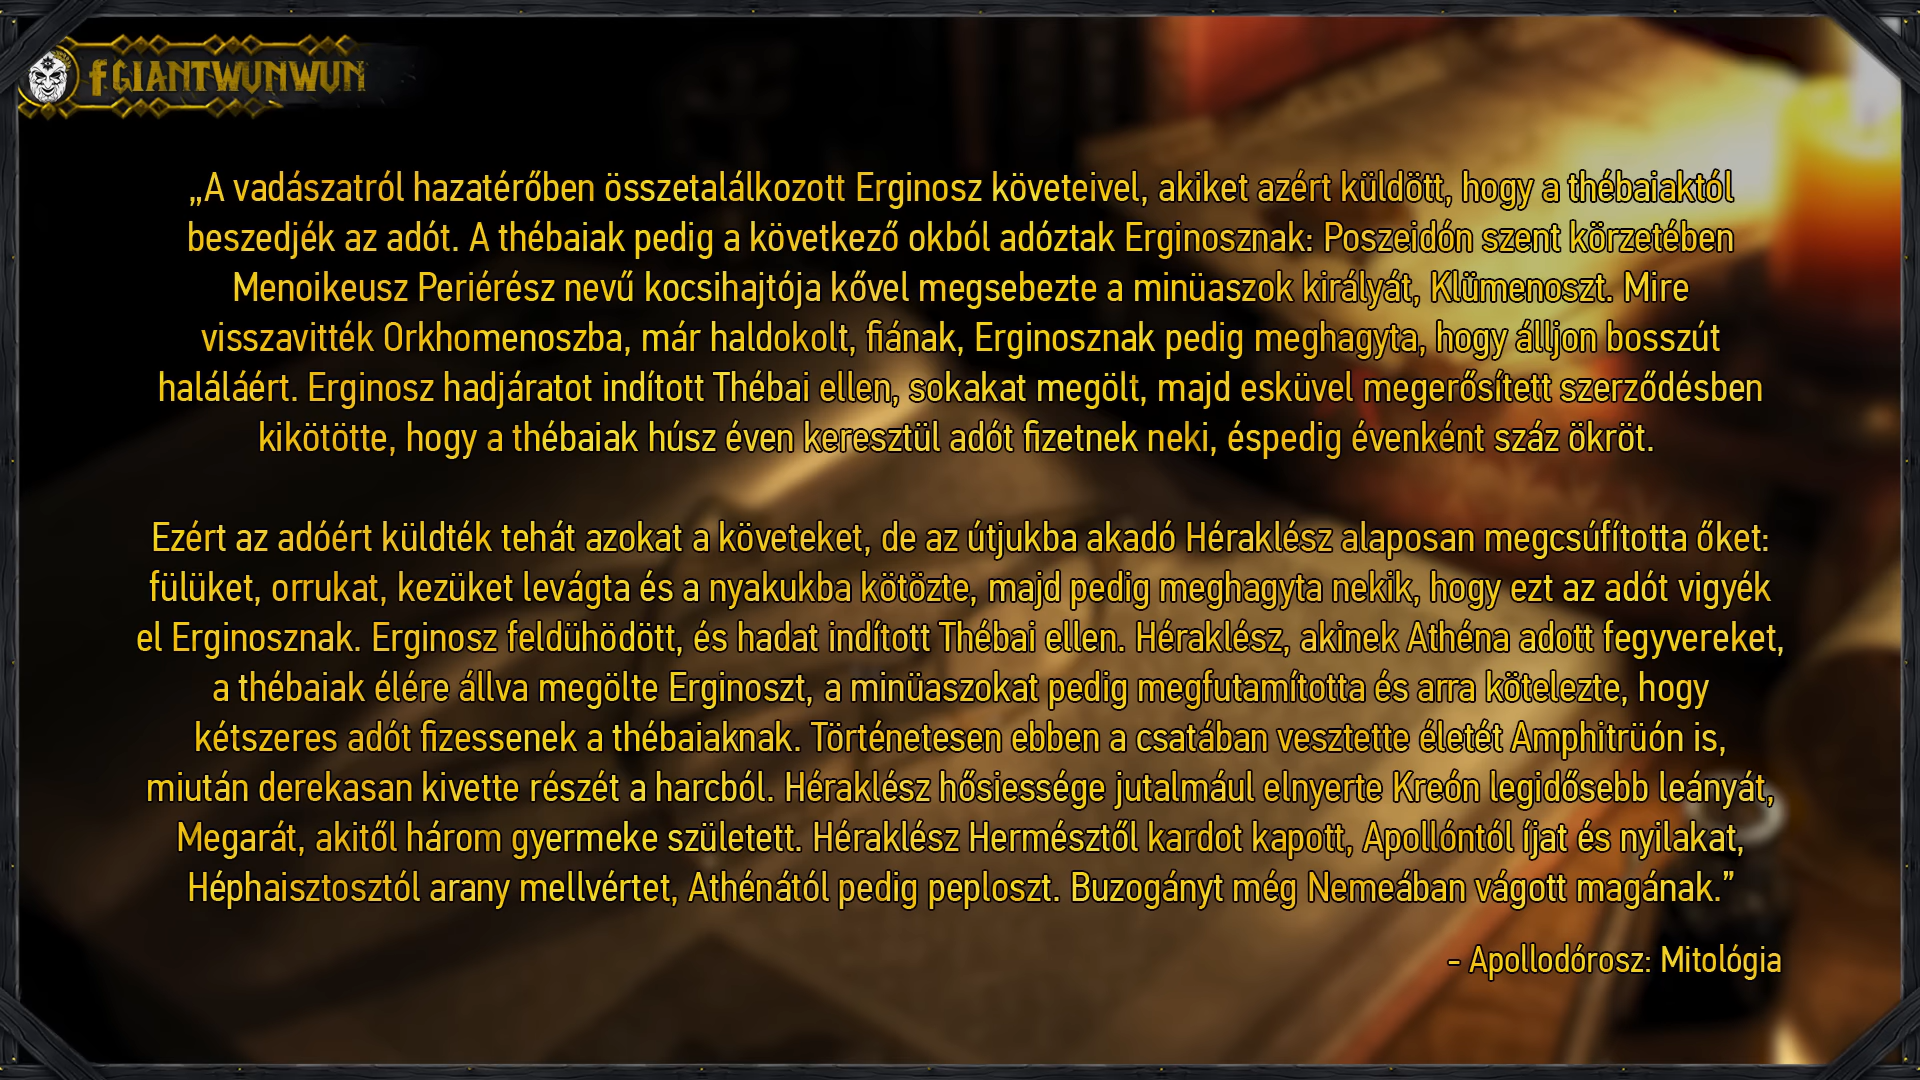 fGIANTWUNWUN
„A vadászatról hazatérőben összetalálkozott Erginosz követeivel, akiket azért küldött, hogy a thébaiaktól
beszedjék az adót. A thébaiak pedig a következő okból adóztak Erginosznak: Poszeidón szent körzetében
Menoikeusz Periérész nevű kocsihajtója kővel megsebezte a minüaszok királyát, Klümenoszt. Mire
visszavitték Orkhomenoszba, már haldokolt, fiának, Erginosznak pedig meghagyta, hogy álljon bosszút
haláláért. Erginosz hadjáratot indított Thébai ellen, sokakat megölt, majd esküvel megerősített szerződésben
kikötötte, hogy a thébaiak húsz éven keresztül adót fizetnek neki, éspedig évenként száz ökröt.
Ezért az adóért küldték tehát azokat a követeket, de az útjukba akadó Héraklész alaposan megcsúfította őket:
fülüket, orrukat, kezüket levágta és a nyakukba kötözte, majd pedig meghagyta nekik, hogy ezt az adót vigyék
el Erginosznak. Erginosz feldühödött, és hadat indított Thébai ellen. Héraklész, akinek Athéna adott fegyvereket,
a thébaiak élére állva megölte Erginoszt, a minüaszokat pedig megfutamította és arra kötelezte, hogy
kétszeres adót fizessenek a thébaiaknak. Történetesen ebben a csatában vesztette életét Amphitrüón is,
miután derekasan kivette részét a harcból. Héraklész hősiessége jutalmául elnyerte Kreón legidősebb leányát,
Megarát, akitől három gyermeke született. Héraklész Hermésztől kardot kapott, Apollóntól íjat és nyilakat,
Héphaisztosztól arany mellvértet, Athénától pedig peploszt. Buzogányt még Nemeában vágott magának.”
- Apollodórosz: Mitológia